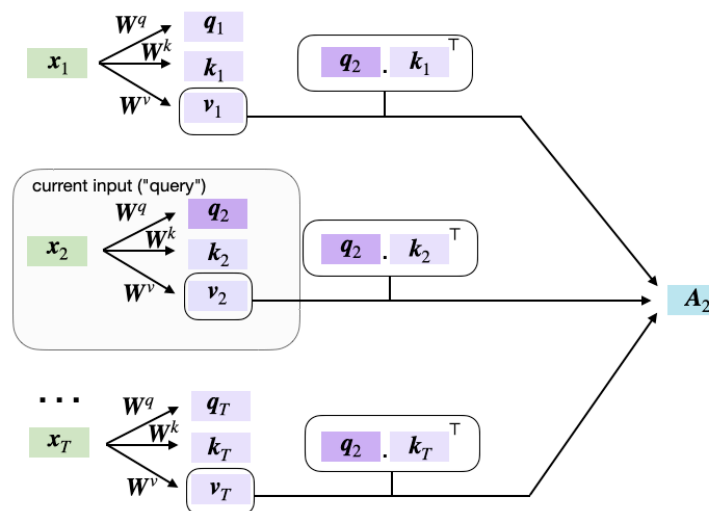 W^q q_1
x_1 W^k k_1 q_2 . k_1^⊤
W^v v_1
current input ("query")
W^q q_2
x_2 W^k k_2 q_2 . k_2^⊤
W^v v_2
A_2
...
W^q q_T
x_T W^k k_T q_2 . k_T^⊤
W^v v_T